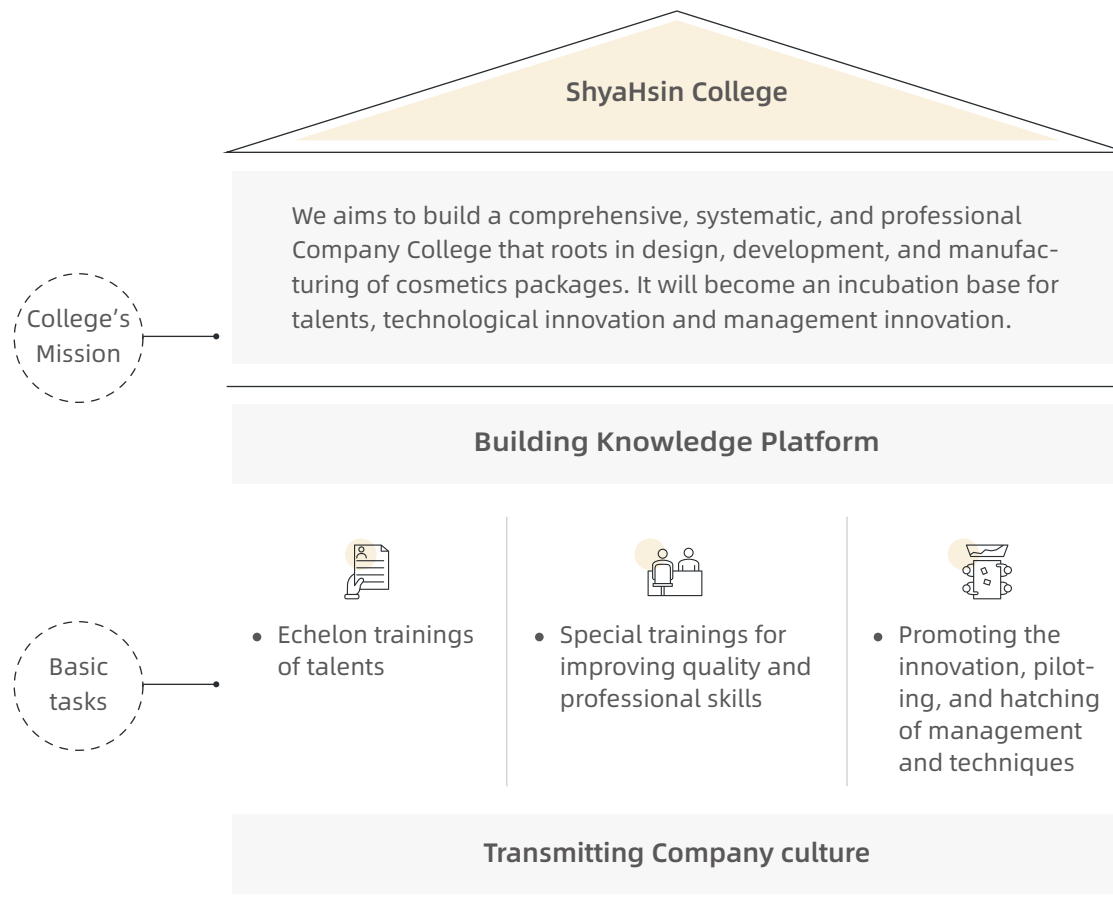 ShyaHsin College
We aims to build a comprehensive, systematic, and professional
Company College that roots in design, development, and manufac-
turing of cosmetics packages. It will become an incubation base for
talents, technological innovation and management innovation.
College's
Mission
Building Knowledge Platform
Basic
tasks
• Echelon trainings
of talents
• Special trainings for
improving quality and
professional skills
• Promoting the
innovation, pilot-
ing, and hatching
of management
and techniques
Transmitting Company culture